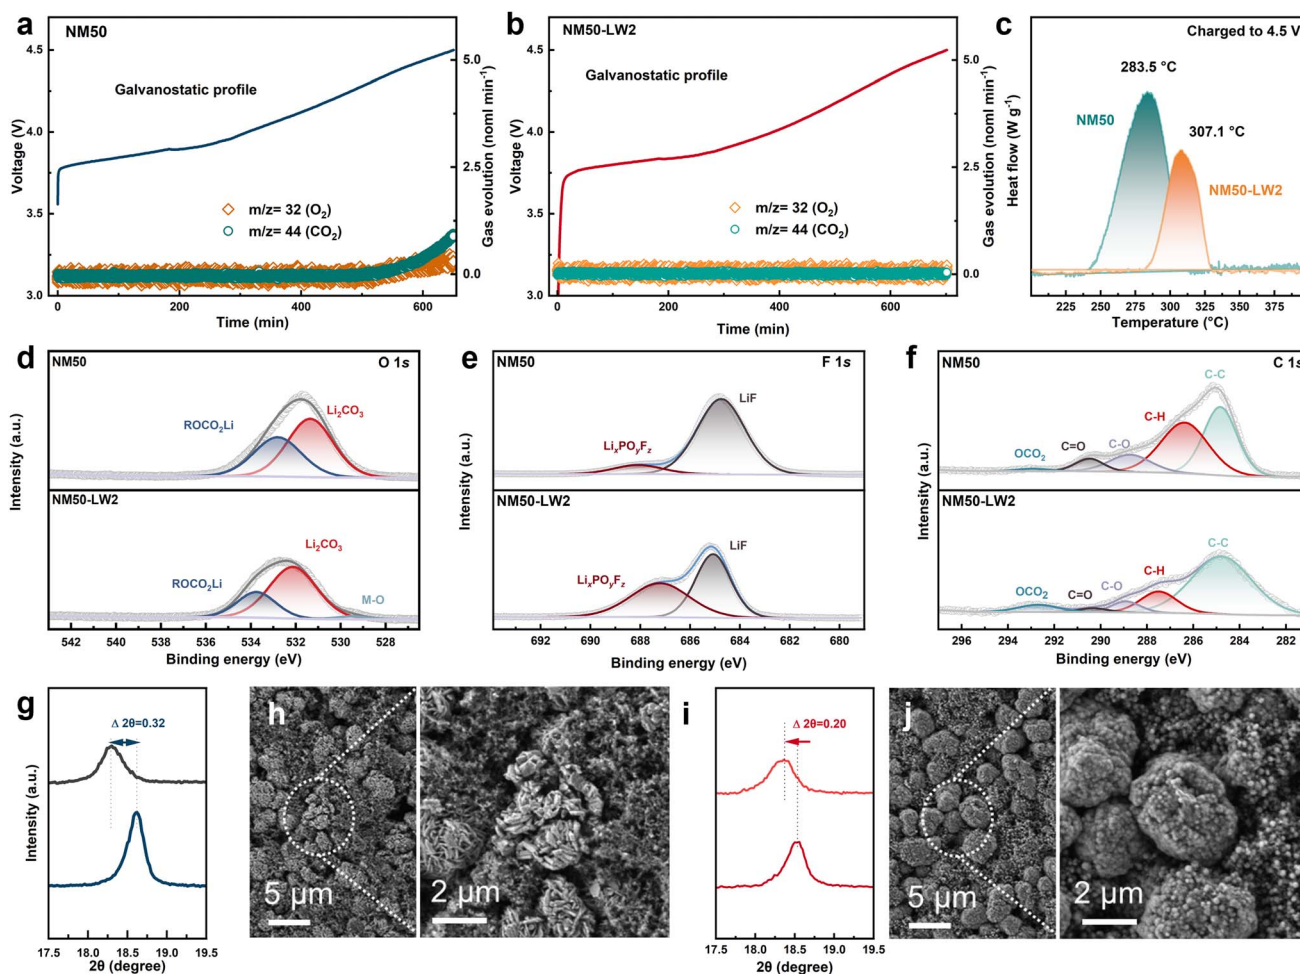 a
NM50
Galvanostatic profile
m/z= 32 (O₂)
m/z= 44 (CO₂)
Voltage (V)
4.5
4.0
3.5
3.0
Gas evolution (noml min⁻¹)
5.0
2.5
0.0
0
200
400
600
Time (min)
b
NM50-LW2
Galvanostatic profile
m/z= 32 (O₂)
m/z= 44 (CO₂)
Voltage (V)
4.5
4.0
3.5
3.0
Gas evolution (noml min⁻¹)
5.0
2.5
0.0
0
200
400
600
Time (min)
c
Charged to 4.5 V
283.5 °C
NM50
307.1 °C
NM50-LW2
Heat flow (W g⁻¹)
225 250 275 300 325 350 375
Temperature (°C)
d
NM50
O 1s
ROCO₂Li
Li₂CO₃
NM50-LW2
Li₂CO₃
ROCO₂Li
M-O
Intensity (a.u.)
542 540 538 536 534 532 530 528
Binding energy (eV)
e
NM50
F 1s
LiF
LiₓPOᵧF_z
NM50-LW2
LiF
LiₓPOᵧF_z
Intensity (a.u.)
692 690 688 686 684 682 680
Binding energy (eV)
f
NM50
C 1s
C-C
C-H
C-O
C=O
OCO₂
NM50-LW2
C-C
C-H
C-O
C=O
OCO₂
Intensity (a.u.)
296 294 292 290 288 286 284 282
Binding energy (eV)
g
Δ 2θ=0.32
Intensity (a.u.)
17.5 18.0 18.5 19.0 19.5
2θ (degree)
h
5 μm
2 μm
i
Δ 2θ=0.20
17.5 18.0 18.5 19.0 19.5
2θ (degree)
j
5 μm
2 μm